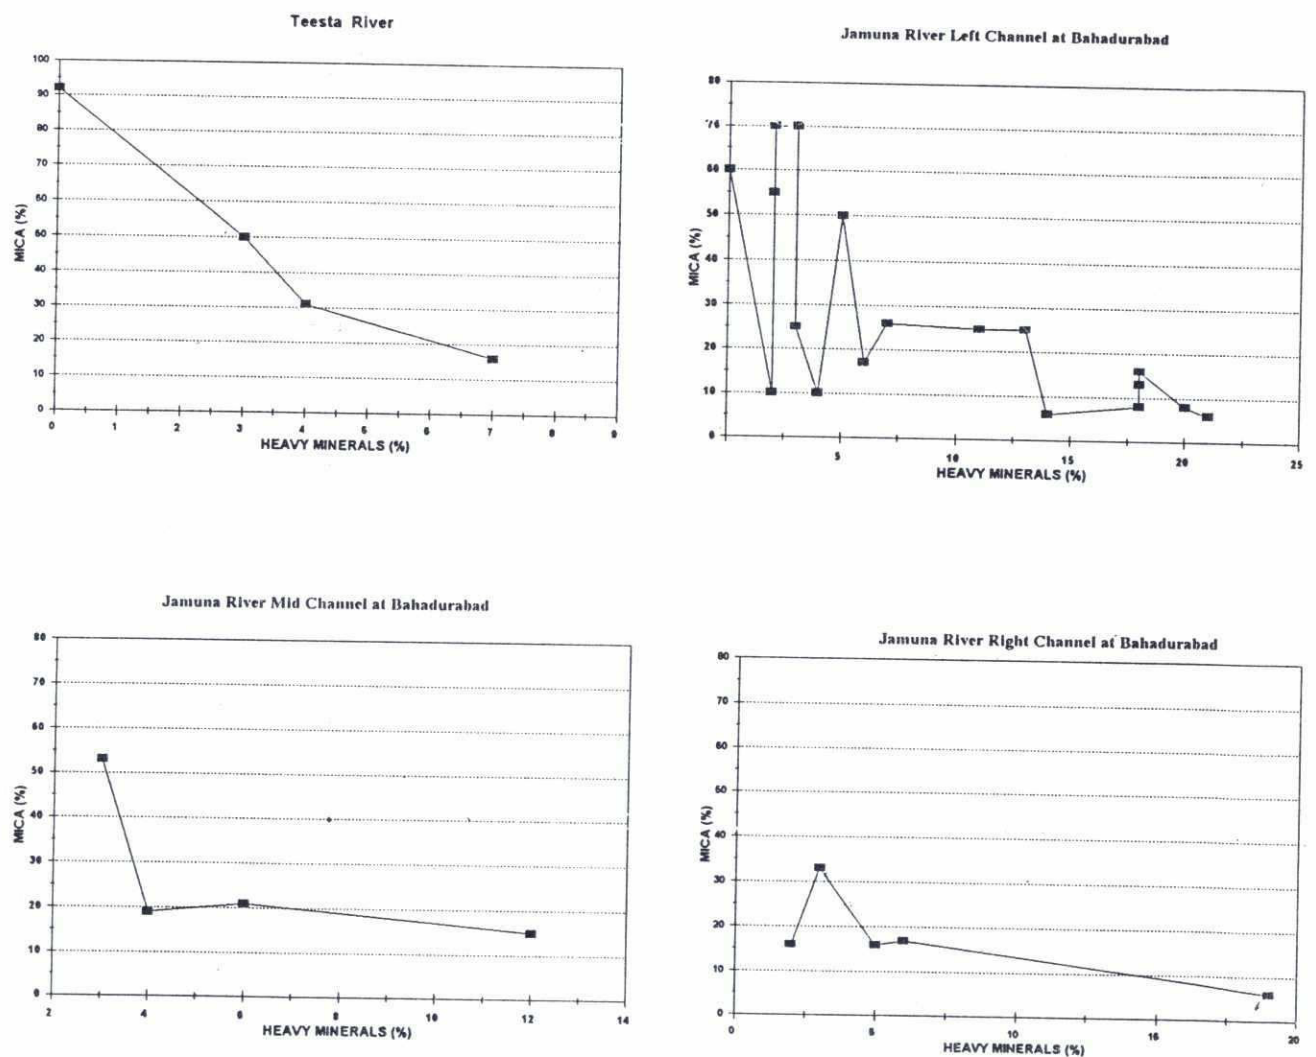 Teesta River
100
90
80
70
60
50
40
30
20
10
0
MICA (%)
0 1 2 3 4 5 6 7 8 9
HEAVY MINERALS (%)
Jamuna River Left Channel at Bahadurabad
80
70
60
50
40
30
20
10
0
MICA (%)
5 10 15 20 25
HEAVY MINERALS (%)
Jamuna River Mid Channel at Bahadurabad
80
70
60
50
40
30
20
10
0
MICA (%)
2 4 6 8 10 12 14
HEAVY MINERALS (%)
Jamuna River Right Channel at Bahadurabad
80
70
60
50
40
30
20
10
0
MICA (%)
0 5 10 15 20
HEAVY MINERALS (%)